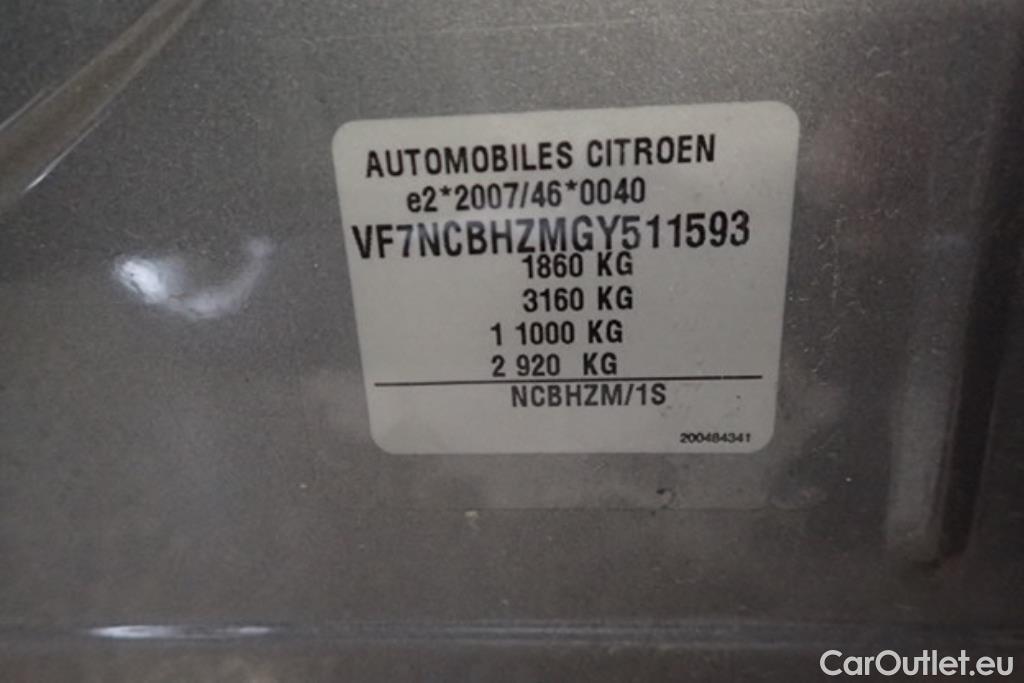 AUTOMOBILES CITROEN
e2*2007/46*0040
VF7NCBHZMGY511593
1860 KG
3160 KG
1 1000 KG
2 920 KG
NCBHZM/1S
200484341
CarOutlet.eu